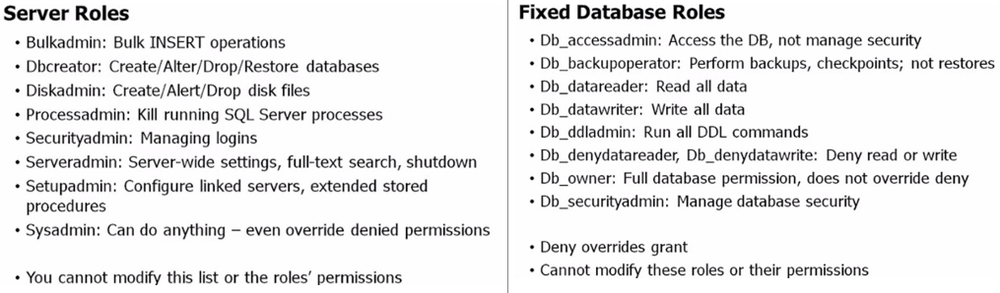 Server Roles
• Bulkadmin: Bulk INSERT operations
• Dbcreator: Create/Alter/Drop/Restore databases
• Diskadmin: Create/Alert/Drop disk files
• Processadmin: Kill running SQL Server processes
• Securityadmin: Managing logins
• Serveradmin: Server-wide settings, full-text search, shutdown
• Setupadmin: Configure linked servers, extended stored
procedures
• Sysadmin: Can do anything – even override denied permissions
• You cannot modify this list or the roles' permissions
Fixed Database Roles
• Db_accessadmin: Access the DB, not manage security
• Db_backupoperator: Perform backups, checkpoints; not restores
• Db_datareader: Read all data
• Db_datawriter: Write all data
• Db_ddladmin: Run all DDL commands
• Db_denydatareader, Db_denydatawrite: Deny read or write
• Db_owner: Full database permission, does not override deny
• Db_securityadmin: Manage database security
• Deny overrides grant
• Cannot modify these roles or their permissions